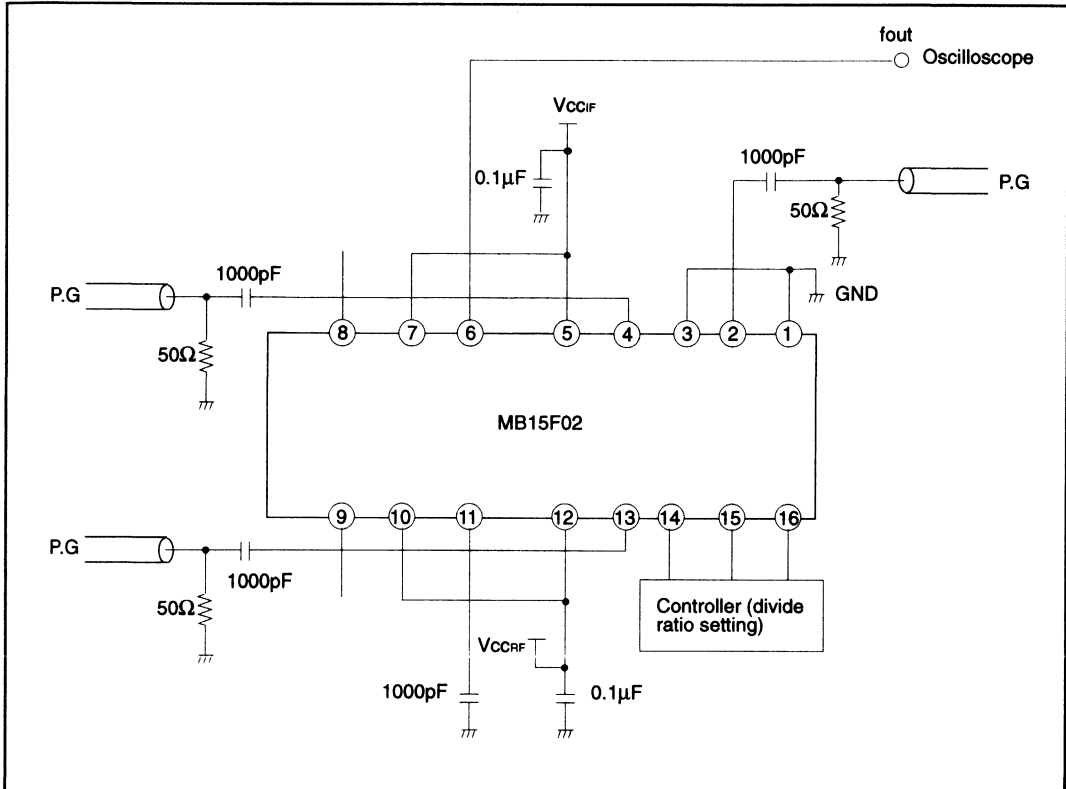 fout
Oscilloscope
VCCIF
1000pF
0.1µF
P.G
50Ω
1000pF
P.G
GND
8 7 6 5 4 3 2 1
50Ω
MB15F02
9 10 11 12 13 14 15 16
P.G
1000pF
50Ω
Controller (divide
ratio setting)
VCCRF
1000pF
0.1µF